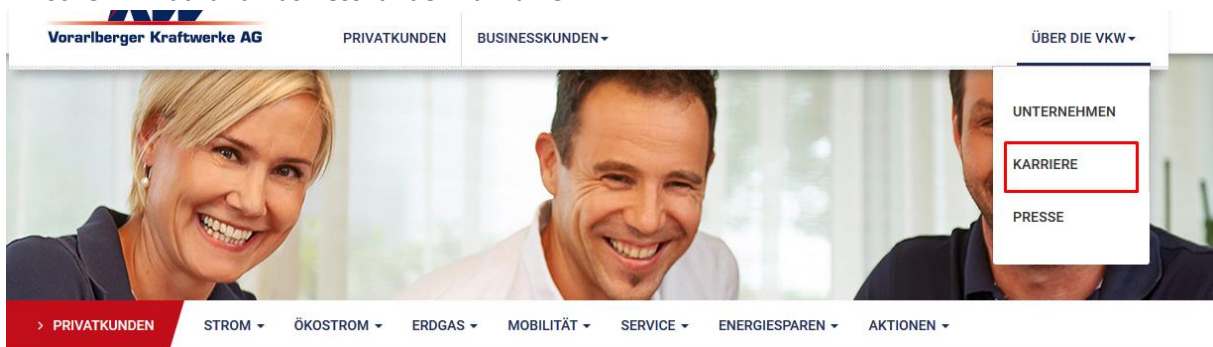 Vorarlberger Kraftwerke AG
PRIVATKUNDEN
BUSINESSKUNDEN
ÜBER DIE VKW
UNTERNEHMEN
KARRIERE
PRESSE
> PRIVATKUNDEN
STROM
ÖKOSTROM
ERDGAS
MOBILITÄT
SERVICE
ENERGIESPAREN
AKTIONEN